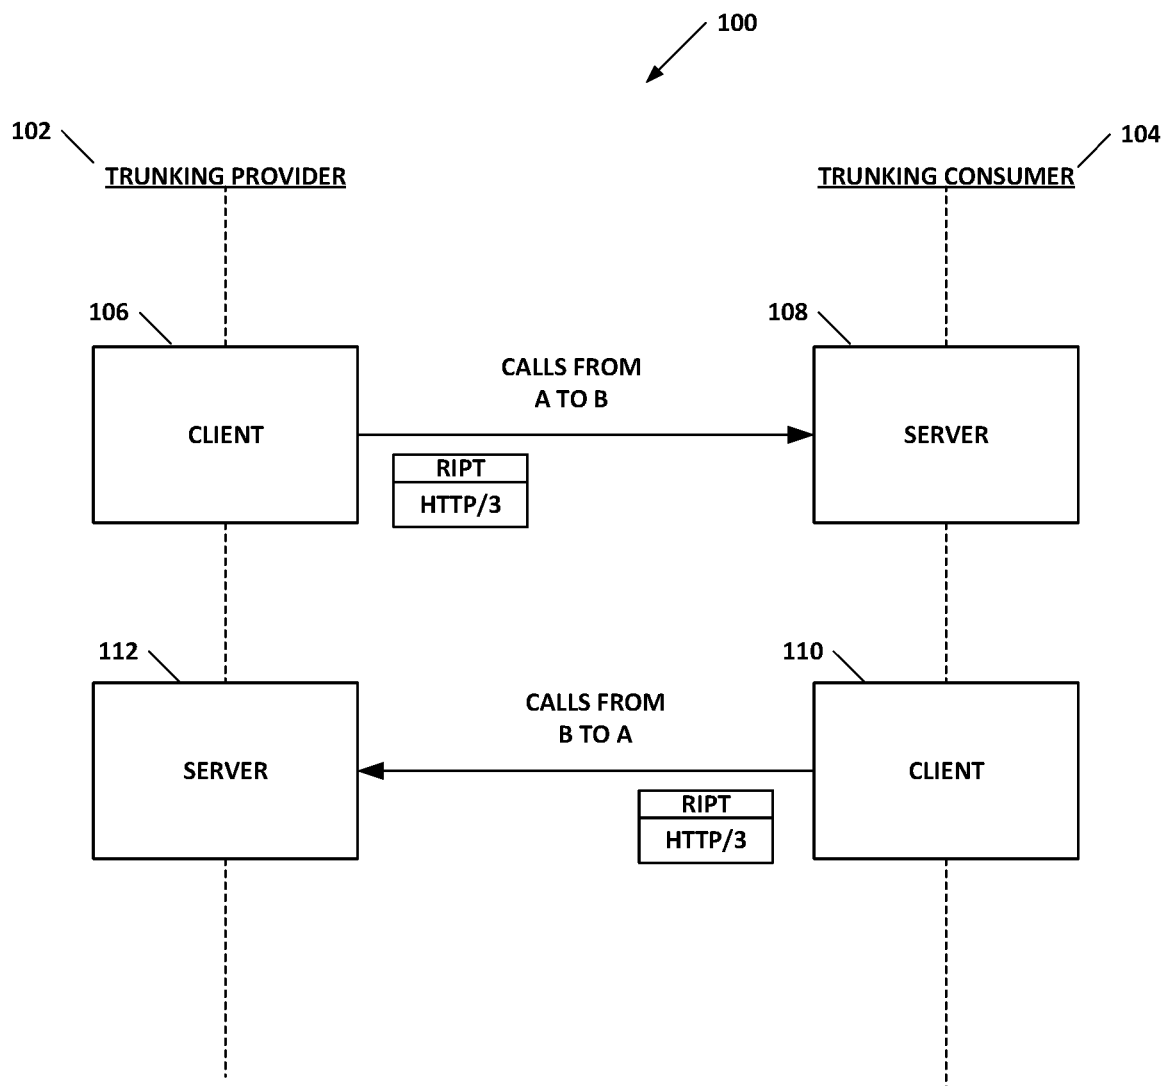 100
102
104
TRUNKING PROVIDER
TRUNKING CONSUMER
106
108
CALLS FROM
A TO B
CLIENT
SERVER
RIPT
HTTP/3
112
110
CALLS FROM
B TO A
SERVER
CLIENT
RIPT
HTTP/3